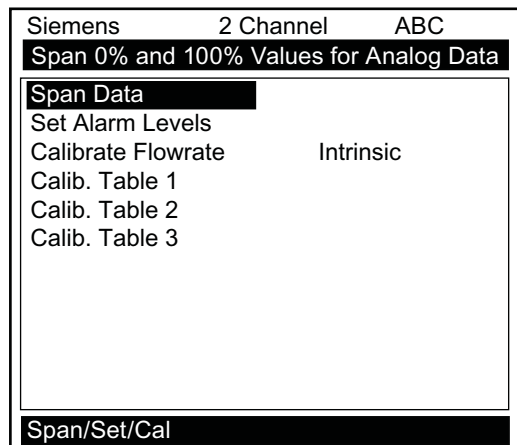 Siemens 2 Channel ABC
Span 0% and 100% Values for Analog Data
Span Data
Set Alarm Levels
Calibrate Flowrate Intrinsic
Calib. Table 1
Calib. Table 2
Calib. Table 3
Span/Set/Cal